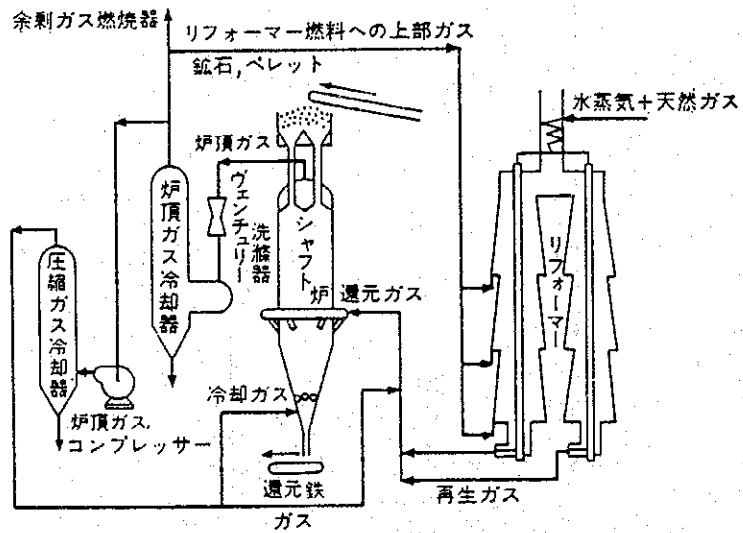 余剰ガス燃焼器
リフォーマー燃料への上部ガス
鉱石,ペレット
水蒸気+天然ガス
炉頂ガス
ヴェンチュリー
洗滌器
炉頂ガス冷却器
シャフト炉
リフォーマー
圧縮ガス冷却器
還元ガス
冷却ガス
炉頂ガス
コンプレッサー
還元鉄
再生ガス
ガス